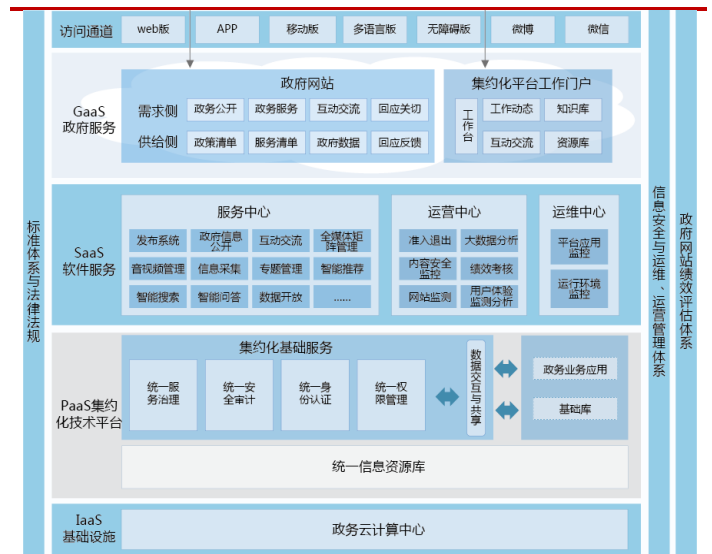 访问通道
web版
APP
移动版
多语言版
无障碍版
微博
微信
GaaS
政府服务
政府网站
需求侧
政务公开
政务服务
互动交流
回应关切
供给侧
政策清单
服务清单
政府数据
回应反馈
集约化平台工作门户
工作台
工作动态
知识库
互动交流
资源库
SaaS
软件服务
服务中心
发布系统
政府信息
公开
互动交流
全媒体矩
阵管理
音视频管理
信息采集
专题管理
智能推荐
智能搜索
智能问答
数据开放
......
运营中心
准入退出
大数据分析
内容安全
监控
绩效考核
网站监测
用户体验
监测分析
运维中心
平台应用
监控
运行环境
监控
PaaS集约
化技术平台
集约化基础服务
统一服
务治理
统一安
全审计
统一身
份认证
统一权
限管理
数据交互与共享
政务业务应用
基础库
统一信息资源库
IaaS
基础设施
政务云计算中心
标准体系与法律法规
信息安全与运维、运营管理体系
政府网站绩效评估体系